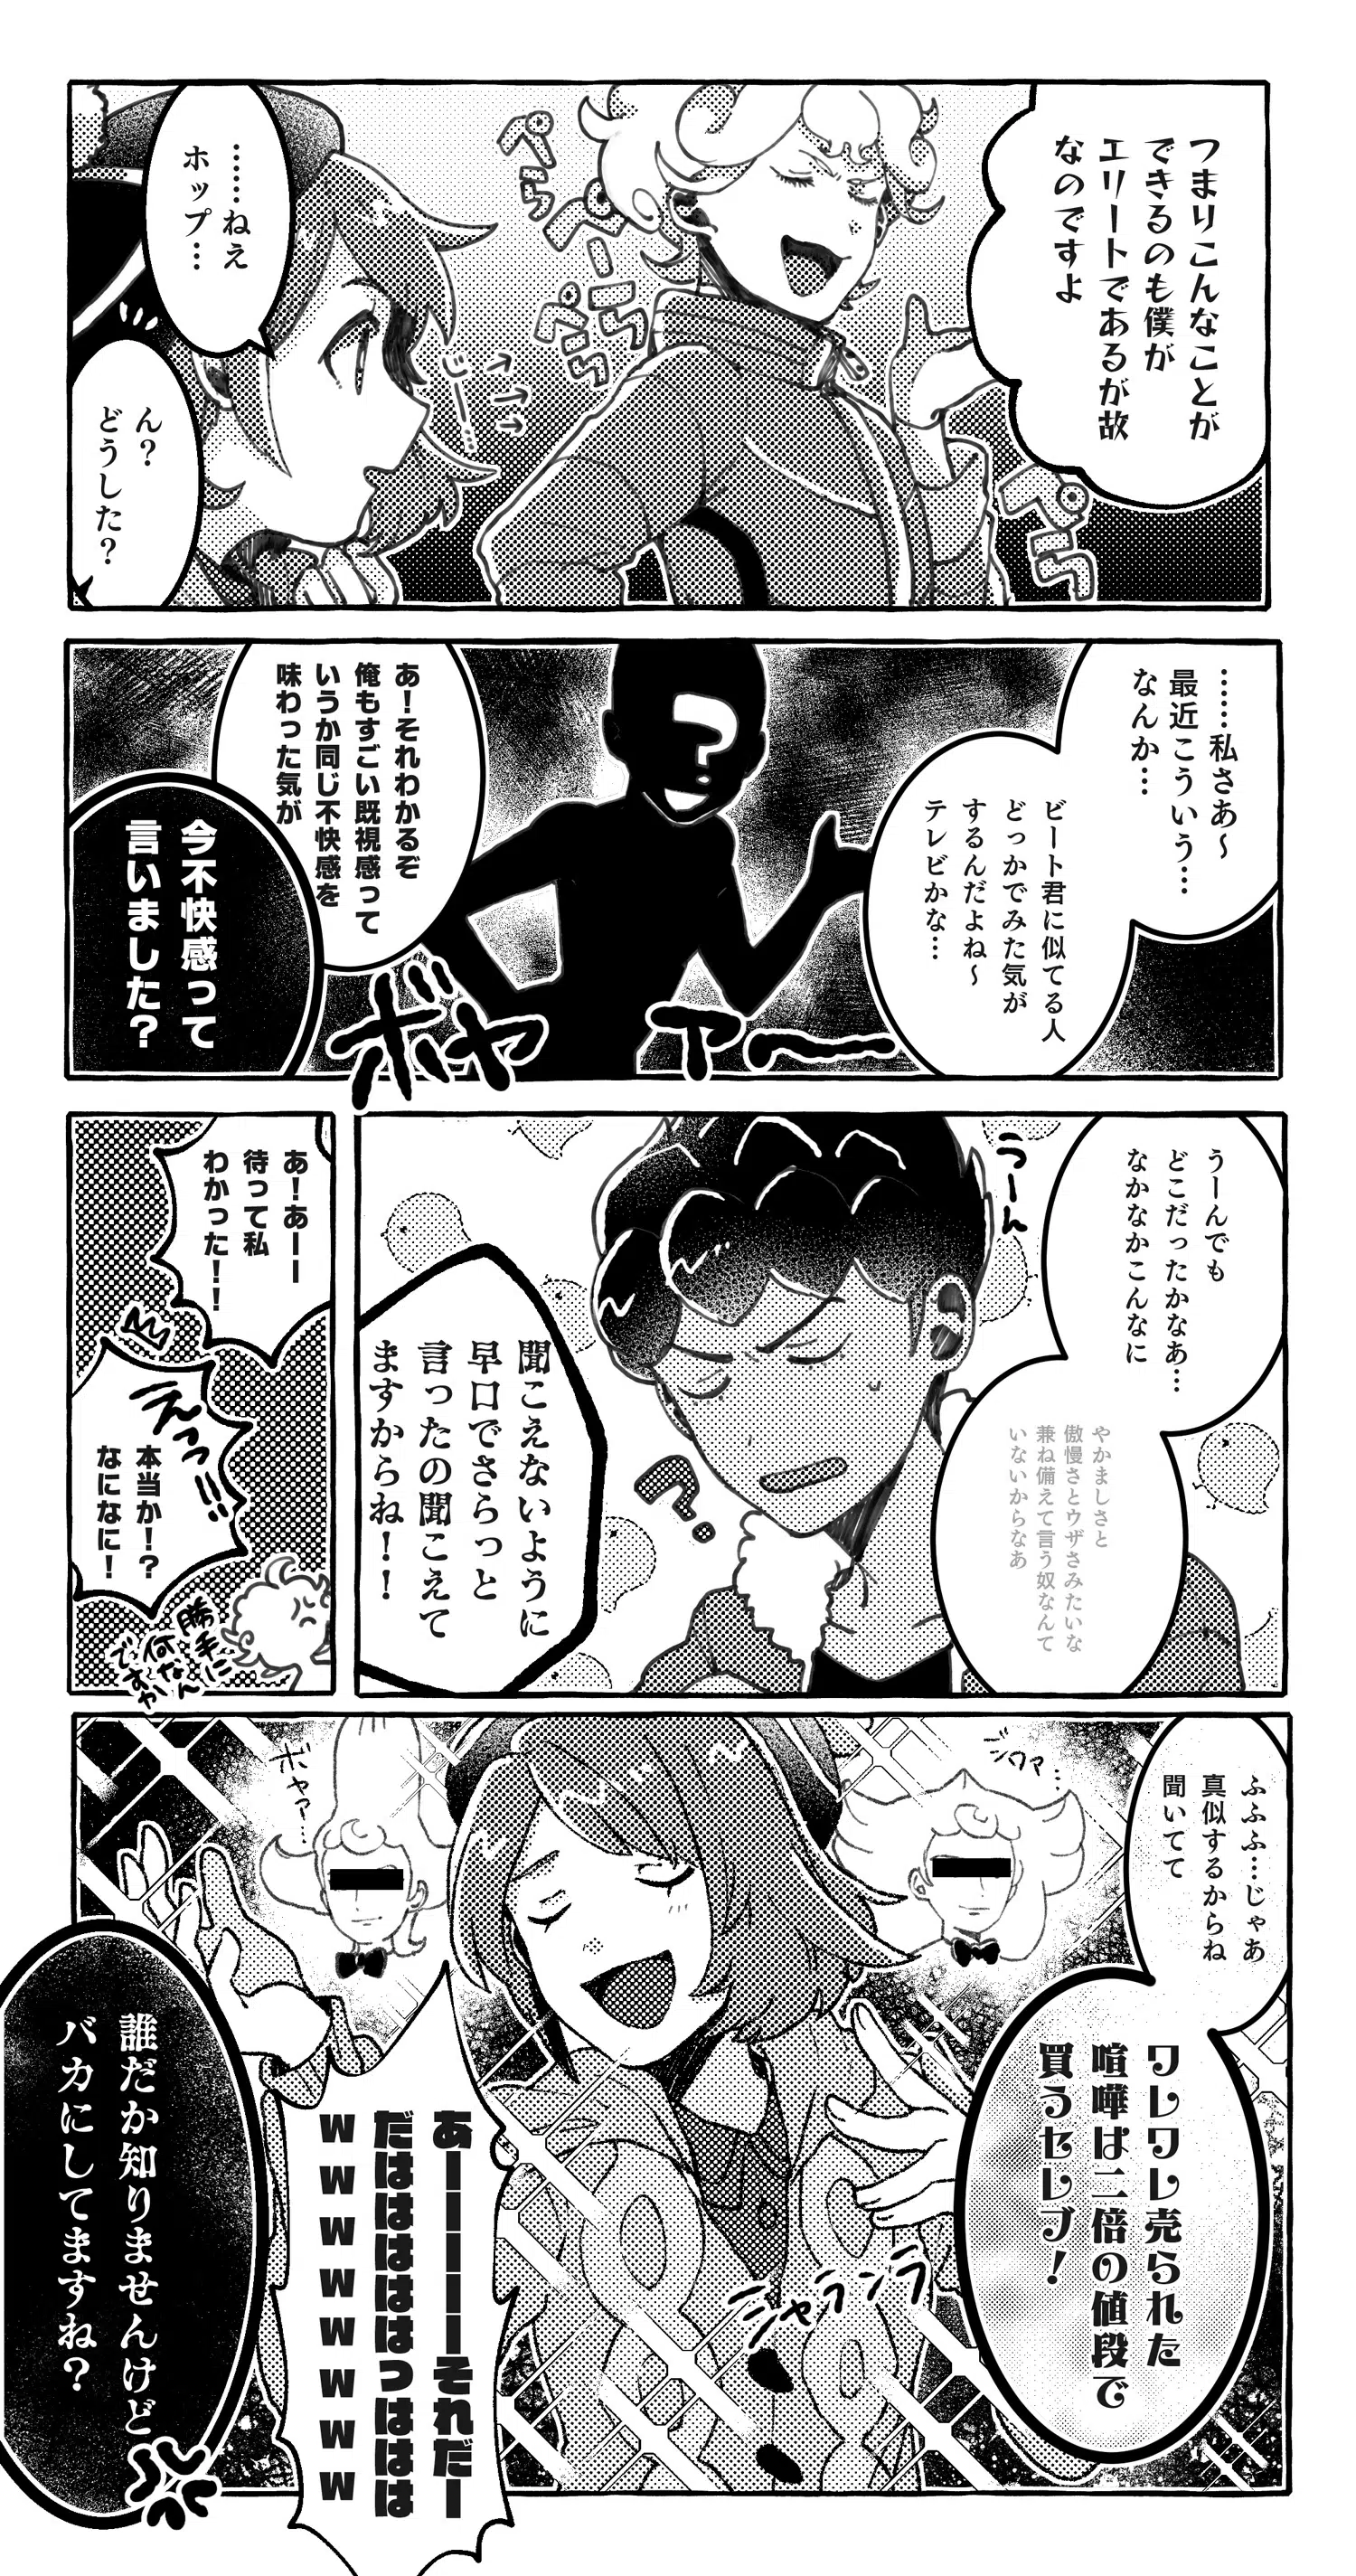 つまりこんなことが
できるのも僕が
エリートであるが故
なのですよ
ペら
ペーラ
ペら
ペラ
じー…
……ねえ
ホップ…
ん？
どうした？
……私さあ〜
最近こういう…
なんか…
ビート君に似てる人
どっかでみた気が
するんだよね〜
テレビかな…
?
ボヤァ〜
あ！それわかるぞ
俺もすごい既視感って
いうか同じ不快感を
味わった気が
今不快感って
言いました？
うーんでも
どこだったかなあ…
なかなかこんなに
やかましさと
傲慢さとウザさみたいな
兼ね備えて言う奴なんて
いないからなあ
うーん
?.
聞こえないように
早口でさらっと
言ったの聞こえて
ますからね！！
あ！あーー
待って私
わかった！！
えっ!!!
本当か！？
なになに！
勝手に
何なん
ですか
ふふふ…じゃあ
真似するからね
聞いてて
ワレワレ売られた
喧嘩は二倍の値段で
買うセレブ！
ジワァ…
ボヤァ…
ジャランラ
あーーーーーそれだー
だはははははっははは
ｗｗｗｗｗｗｗｗ
誰だか知りませんけど
バカにしてますね？